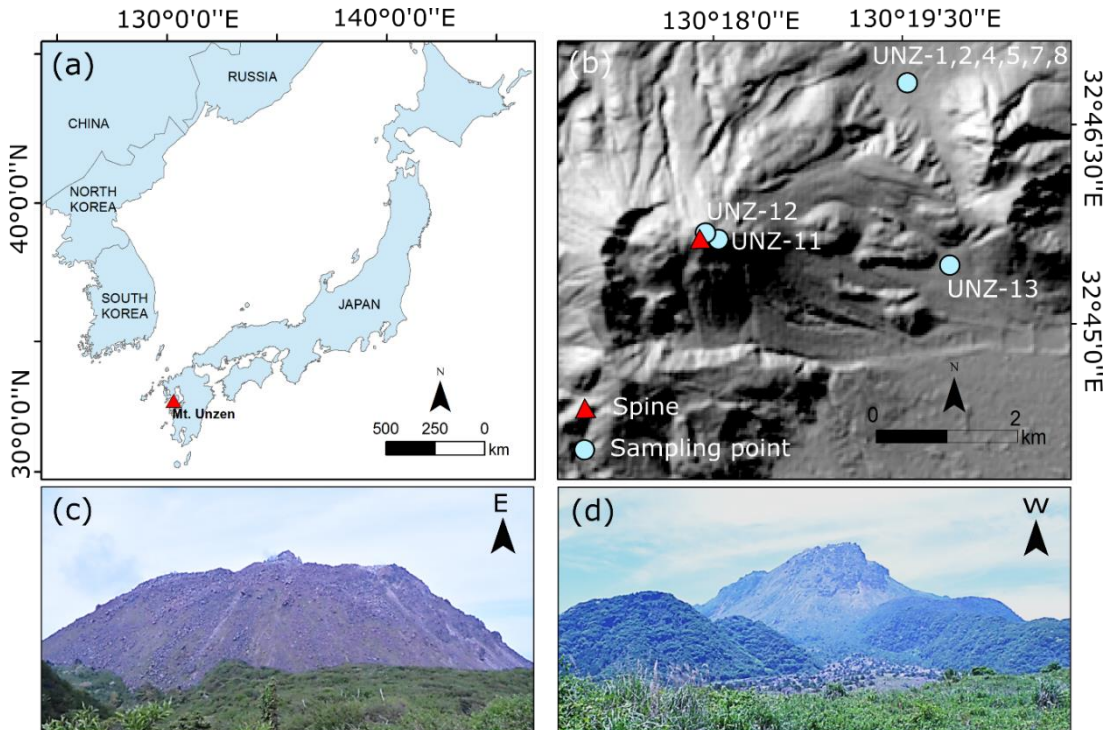 130°0'0''E
140°0'0''E
(a)
RUSSIA
CHINA
NORTH
KOREA
SOUTH
KOREA
JAPAN
Mt. Unzen
N
500
250
0
km
40°0'0''N
30°0'0''N
130°18'0''E
130°19'30''E
(b)
UNZ-1,2,4,5,7,8
UNZ-12
UNZ-11
UNZ-13
Spine
Sampling point
N
0
2
km
32°46'30''E
32°45'0''E
(c)
E
(d)
W